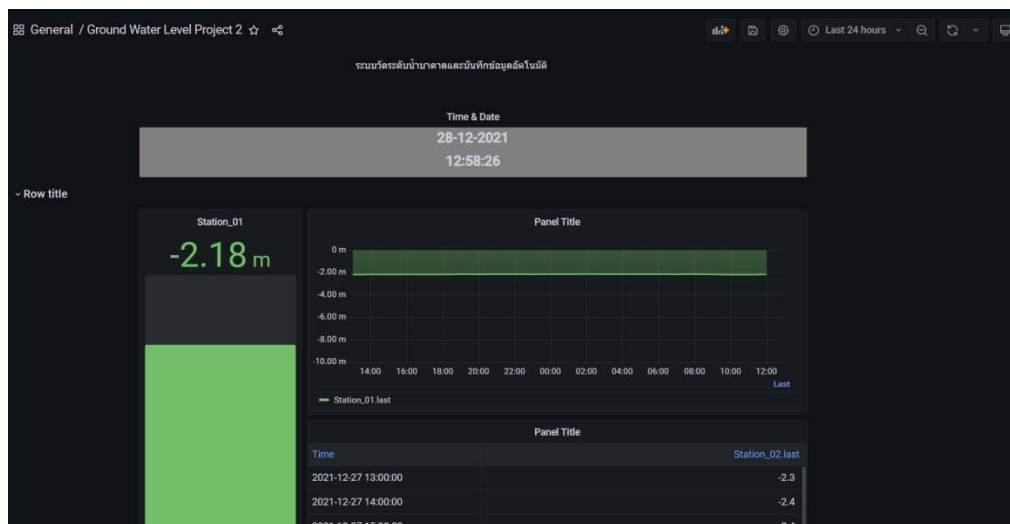 General / Ground Water Level Project 2
Last 24 hours
ระบบวัดระดับน้ำบาดาลและบันทึกข้อมูลอัตโนมัติ
Time & Date
28-12-2021
12:58:26
Row title
Station_01
-2.18 m
Panel Title
0 m
-2.00 m
-4.00 m
-6.00 m
-8.00 m
-10.00 m
14:00 16:00 18:00 20:00 22:00 00:00 02:00 04:00 06:00 08:00 10:00 12:00
Last
Station_01.last
Panel Title
Time Station_02.last
2021-12-27 13:00:00 -2.3
2021-12-27 14:00:00 -2.4